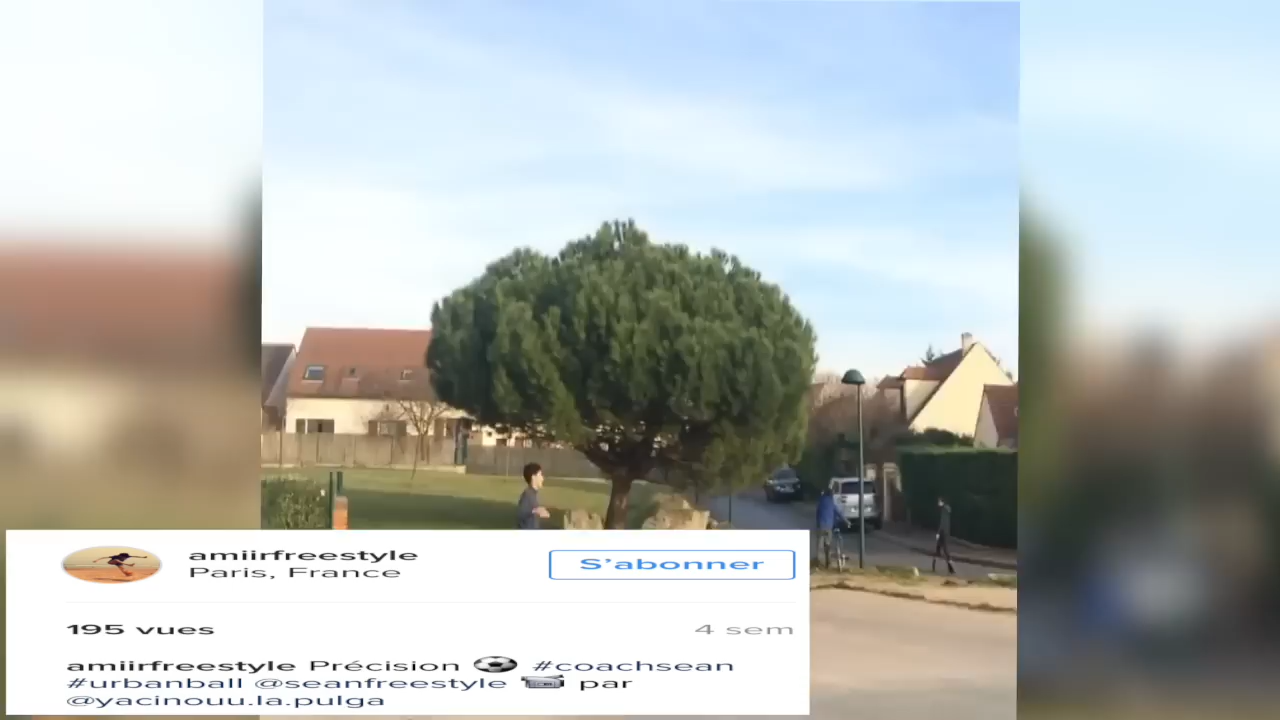 amiirfreestyle
Paris, France
S'abonner
195 vues
4 sem
amiirfreestyle Précision ⚽ #coachsean
#urbanball @seanfreestyle 📹 par
@yacinouu.la.pulga